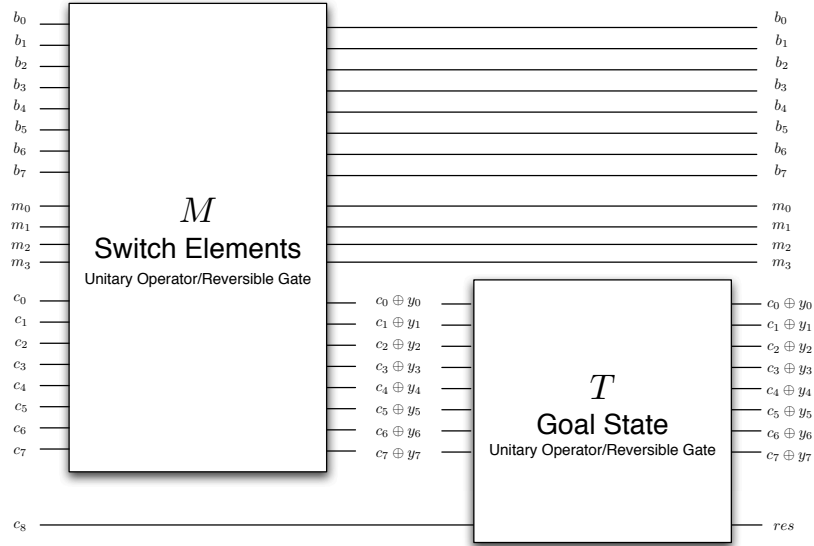 b₀ b₀
b₁ b₁
b₂ b₂
b₃ b₃
b₄ b₄
b₅ b₅
b₆ b₆
b₇ b₇
m₀ m₀
m₁ m₁
m₂ m₂
m₃ m₃
M
Switch Elements
Unitary Operator/Reversible Gate
c₀ c₀ ⊕ y₀ c₀ ⊕ y₀
c₁ c₁ ⊕ y₁ c₁ ⊕ y₁
c₂ c₂ ⊕ y₂ c₂ ⊕ y₂
c₃ c₃ ⊕ y₃ c₃ ⊕ y₃
c₄ c₄ ⊕ y₄ c₄ ⊕ y₄
c₅ c₅ ⊕ y₅ c₅ ⊕ y₅
c₆ c₆ ⊕ y₆ c₆ ⊕ y₆
c₇ c₇ ⊕ y₇ c₇ ⊕ y₇
T
Goal State
Unitary Operator/Reversible Gate
c₈ res